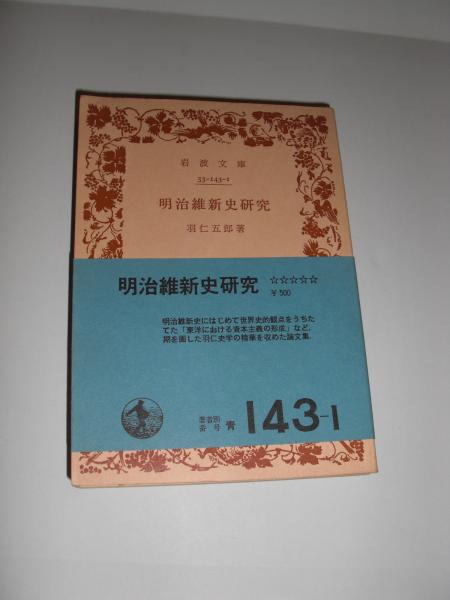 岩波文庫
33-143-1
明治維新史研究
羽仁五郎著
明治維新史研究 ☆☆☆☆☆
¥500
明治維新史にはじめて世界史的観点をうちた
てた「東洋における資本主義の形成」など、
期を画した羽仁史学の精華を収めた論文集.
著者別
番号 青 143-1